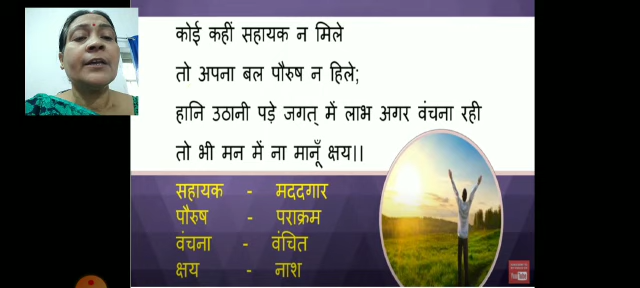 कोई कहीं सहायक न मिले
तो अपना बल पौरुष न हिले;
हानि उठानी पड़े जगत् में लाभ अगर वंचना रही
तो भी मन में ना मानूँ क्षय।।
सहायक - मददगार
पौरुष - पराक्रम
वंचना - वंचित
क्षय - नाश